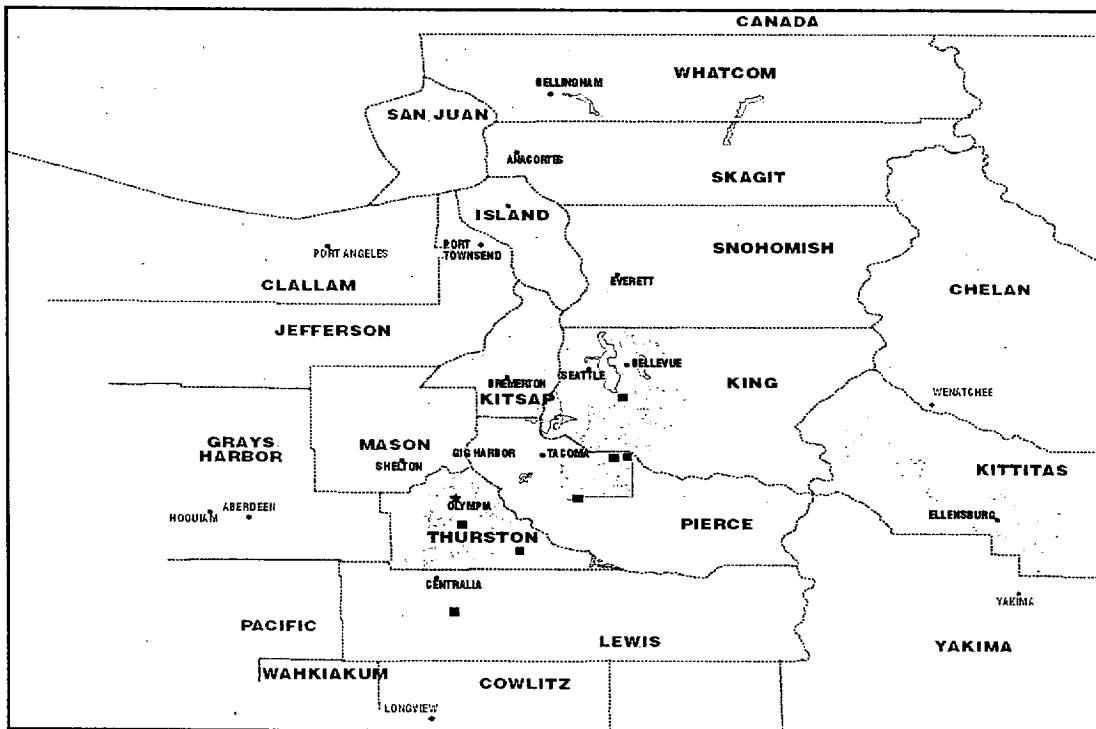 CANADA
WHATCOM
BELLINGHAM
SAN JUAN
ANACORTES
SKAGIT
ISLAND
PORT
TOWNSEND
SNOHOMISH
PORT ANGELES
EVERETT
CLALLAM
CHELAN
JEFFERSON
SEATTLE
BELLEVUE
BREMERTON
KING
KITSAP
WENATCHEE
GRAYS
HARBOR
MASON
SHELTON
GIG HARBOR
TACOMA
KITTITAS
OLYMPIA
HOQUIAM
ABERDEEN
ELLENSBURG
PIERCE
THURSTON
CENTRALIA
YAKIMA
PACIFIC
LEWIS
YAKIMA
WAHKIAKUM
COWLITZ
LONGVIEW